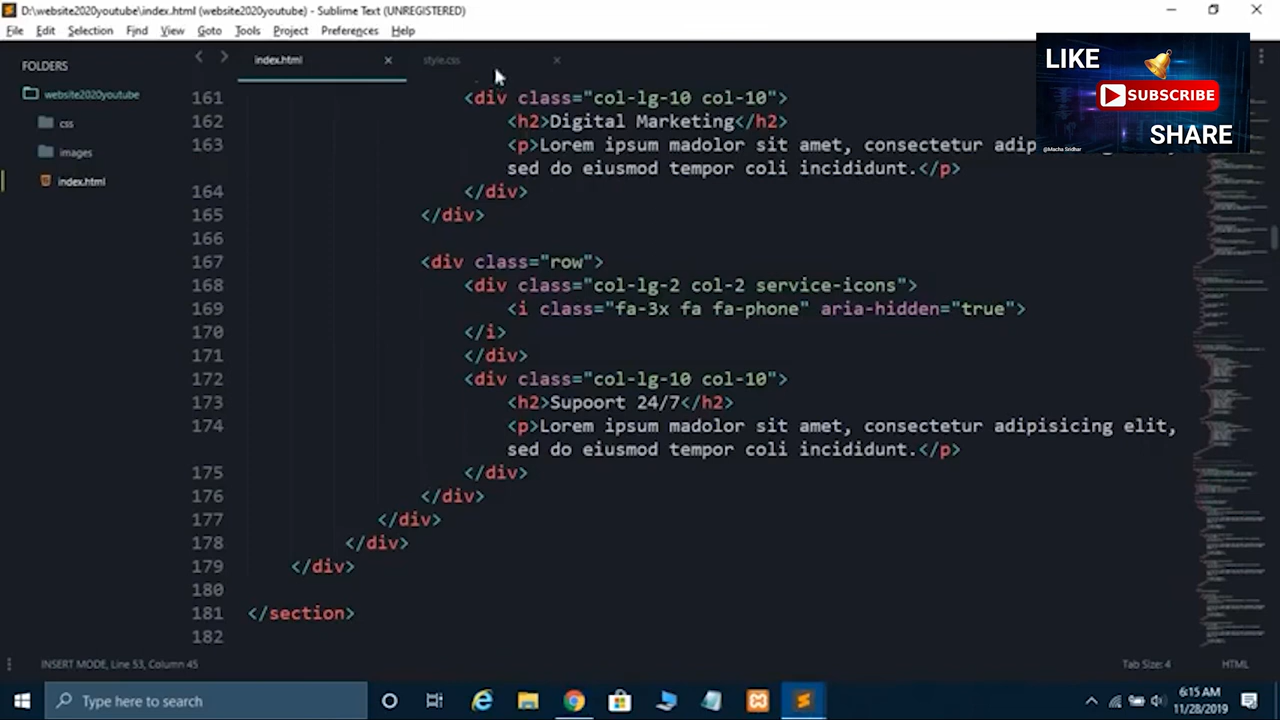 D:\website2020youtube\index.html (website2020youtube) - Sublime Text (UNREGISTERED)
File Edit Selection Find View Goto Tools Project Preferences Help
FOLDERS
website2020youtube
css
images
index.html
index.html
style.css
LIKE
SUBSCRIBE
SHARE
@Macha Sridhar
161 <div class="col-lg-10 col-10">
162 <h2>Digital Marketing</h2>
163 <p>Lorem ipsum madolor sit amet, consectetur adip
sed do eiusmod tempor coli incididunt.</p>
164 </div>
165 </div>
166
167 <div class="row">
168 <div class="col-lg-2 col-2 service-icons">
169 <i class="fa-3x fa fa-phone" aria-hidden="true">
170 </i>
171 </div>
172 <div class="col-lg-10 col-10">
173 <h2>Supoort 24/7</h2>
174 <p>Lorem ipsum madolor sit amet, consectetur adipisicing elit,
sed do eiusmod tempor coli incididunt.</p>
175 </div>
176 </div>
177 </div>
178 </div>
179 </div>
180
181 </section>
182
INSERT MODE, Line 53, Column 45
Tab Size: 4
HTML
Type here to search
6:15 AM
11/28/2019